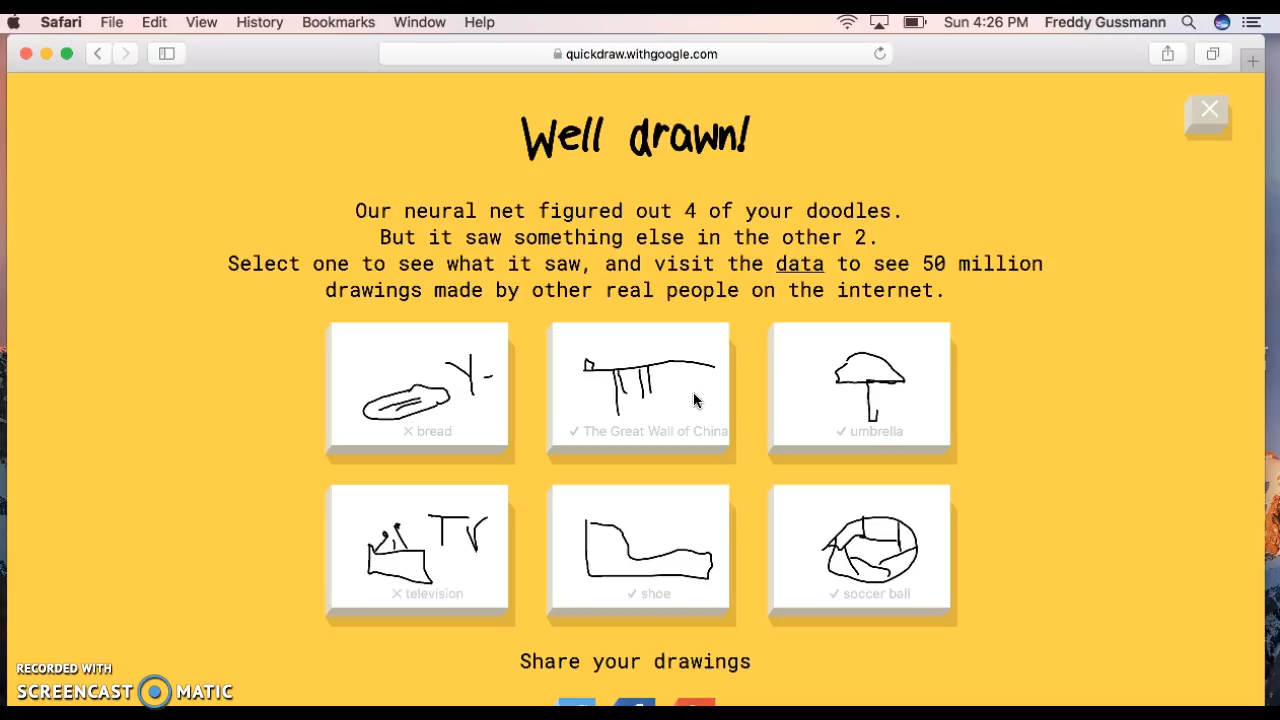 Safari File Edit View History Bookmarks Window Help Sun 4:26 PM Freddy Gussmann
quickdraw.withgoogle.com
Well drawn!
Our neural net figured out 4 of your doodles.
But it saw something else in the other 2.
Select one to see what it saw, and visit the data to see 50 million
drawings made by other real people on the internet.
× bread ✓ The Great Wall of China ✓ umbrella
TV
× television ✓ shoe ✓ soccer ball
Share your drawings
RECORDED WITH
SCREENCAST MATIC